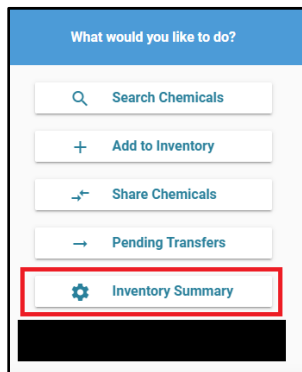 What would you like to do?
Search Chemicals
Add to Inventory
Share Chemicals
Pending Transfers
Inventory Summary